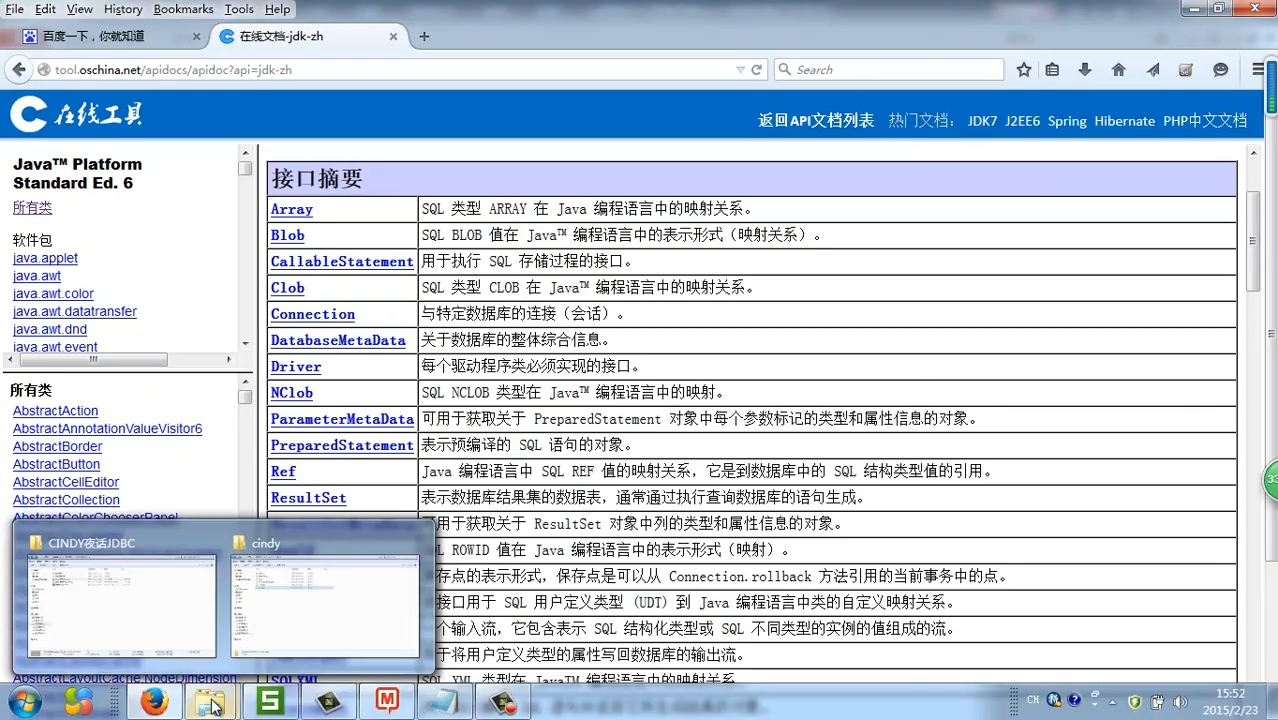 File Edit View History Bookmarks Tools Help
百度一下，你就知道
在线文档-jdk-zh
tool.oschina.net/apidocs/apidoc?api=jdk-zh
Search
在线工具
返回API文档列表 热门文档： JDK7 J2EE6 Spring Hibernate PHP中文文档
Java™ Platform
Standard Ed. 6
所有类
软件包
java.applet
java.awt
java.awt.color
java.awt.datatransfer
java.awt.dnd
java.awt.event
所有类
AbstractAction
AbstractAnnotationValueVisitor6
AbstractBorder
AbstractButton
AbstractCellEditor
AbstractCollection
AbstractColorChooserPanel
AbstractLayoutCache.NodeDimension
接口摘要
Array SQL 类型 ARRAY 在 Java 编程语言中的映射关系。
Blob SQL BLOB 值在 Java™ 编程语言中的表示形式（映射关系）。
CallableStatement 用于执行 SQL 存储过程的接口。
Clob SQL 类型 CLOB 在 Java™ 编程语言中的映射关系。
Connection 与特定数据库的连接（会话）。
DatabaseMetaData 关于数据库的整体综合信息。
Driver 每个驱动程序类必须实现的接口。
NClob SQL NCLOB 类型在 Java™ 编程语言中的映射。
ParameterMetaData 可用于获取关于 PreparedStatement 对象中每个参数标记的类型和属性信息的对象。
PreparedStatement 表示预编译的 SQL 语句的对象。
Ref Java 编程语言中 SQL REF 值的映射关系，它是到数据库中的 SQL 结构类型值的引用。
ResultSet 表示数据库结果集的数据表，通常通过执行查询数据库的语句生成。
可用于获取关于 ResultSet 对象中列的类型和属性信息的对象。
SQL ROWID 值在 Java 编程语言中的表示形式（映射）。
存点的表示形式，保存点是可以从 Connection.rollback 方法引用的当前事务中的点。
接口用于 SQL 用户定义类型（UDT）到 Java 编程语言中类的自定义映射关系。
个输入流，它包含表示 SQL 结构化类型或 SQL 不同类型的实例的值组成的流。
于将用户定义类型的属性写回数据库的输出流。
CINDY夜话JDBC
cindy
33
CH
15:52
2015/2/23